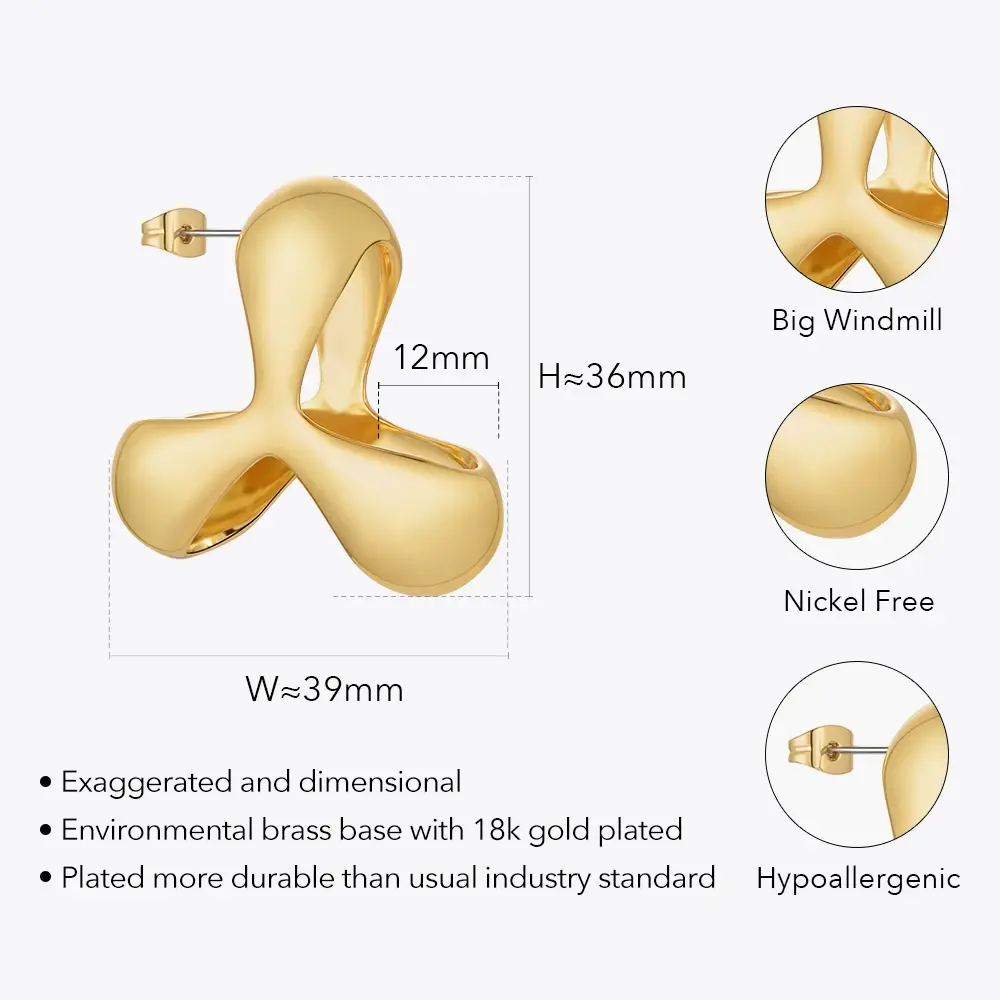 12mm
H≈36mm
W≈39mm
Big Windmill
Nickel Free
Hypoallergenic
• Exaggerated and dimensional
• Environmental brass base with 18k gold plated
• Plated more durable than usual industry standard